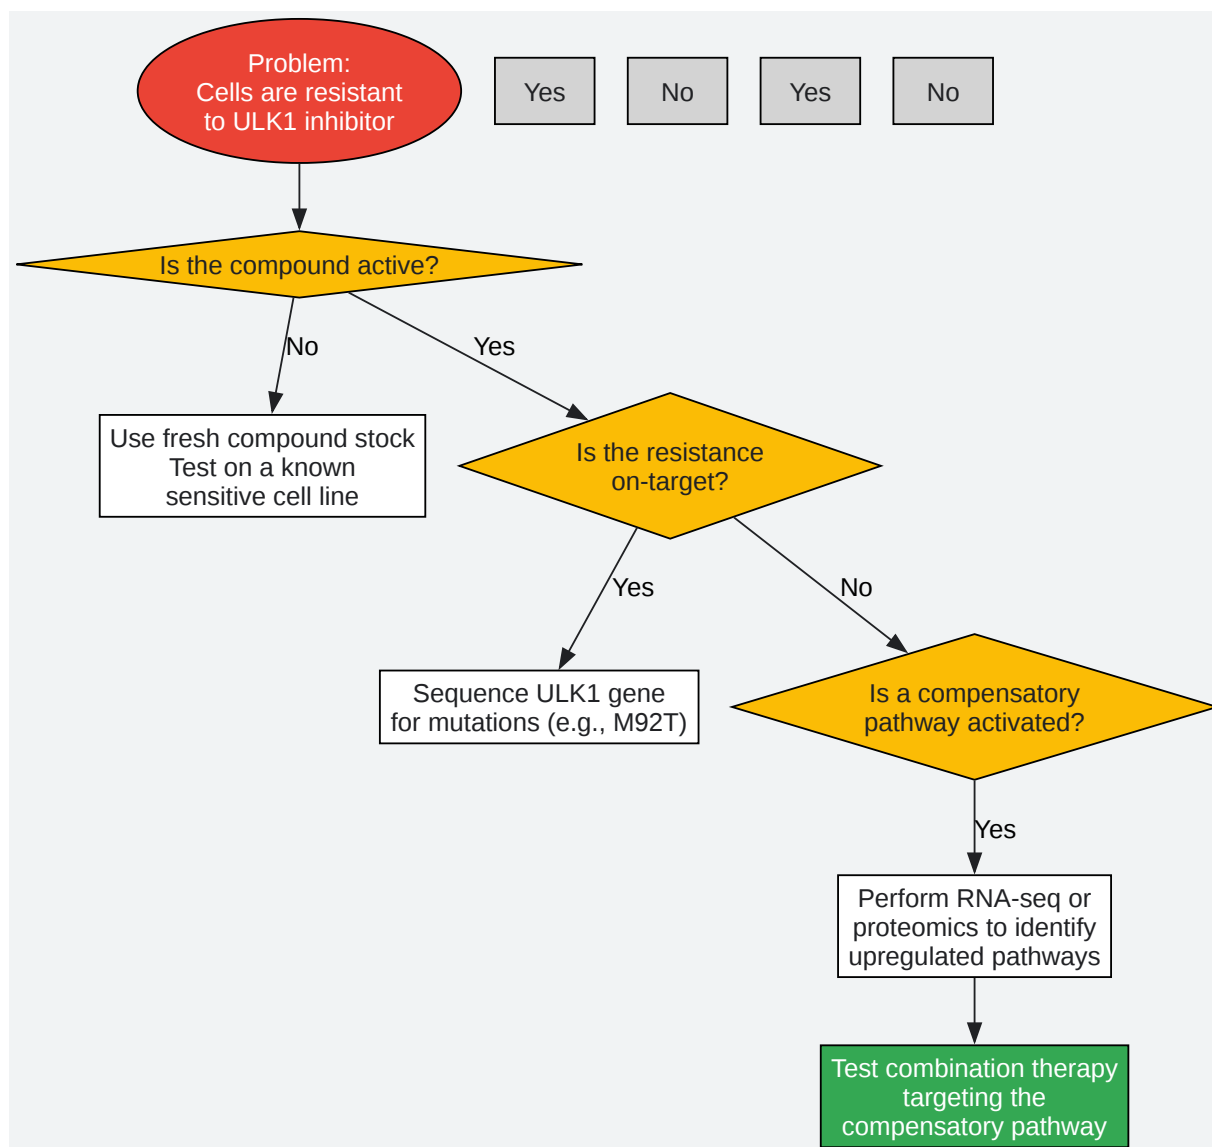 Problem:
Cells are resistant
to ULK1 inhibitor
Yes
No
Yes
No
Is the compound active?
No
Yes
Use fresh compound stock
Test on a known
sensitive cell line
Is the resistance
on-target?
Yes
No
Sequence ULK1 gene
for mutations (e.g., M92T)
Is a compensatory
pathway activated?
Yes
Perform RNA-seq or
proteomics to identify
upregulated pathways
Test combination therapy
targeting the
compensatory pathway